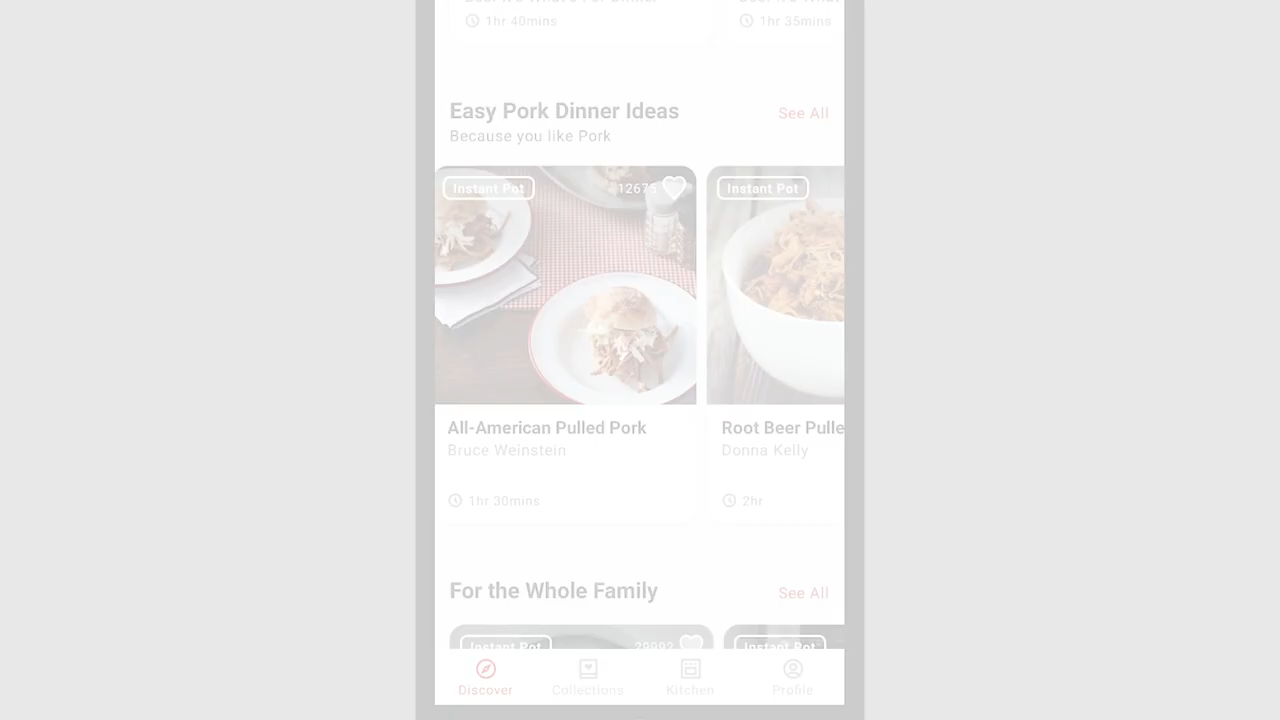 1hr 40mins
1hr 35mins
Easy Pork Dinner Ideas
See All
Because you like Pork
Instant Pot
12675
Instant Pot
All-American Pulled Pork
Root Beer Pulle
Bruce Weinstein
Donna Kelly
1hr 30mins
2hr
For the Whole Family
See All
Instant Pot
29992
Instant Pot
Discover
Collections
Kitchen
Profile